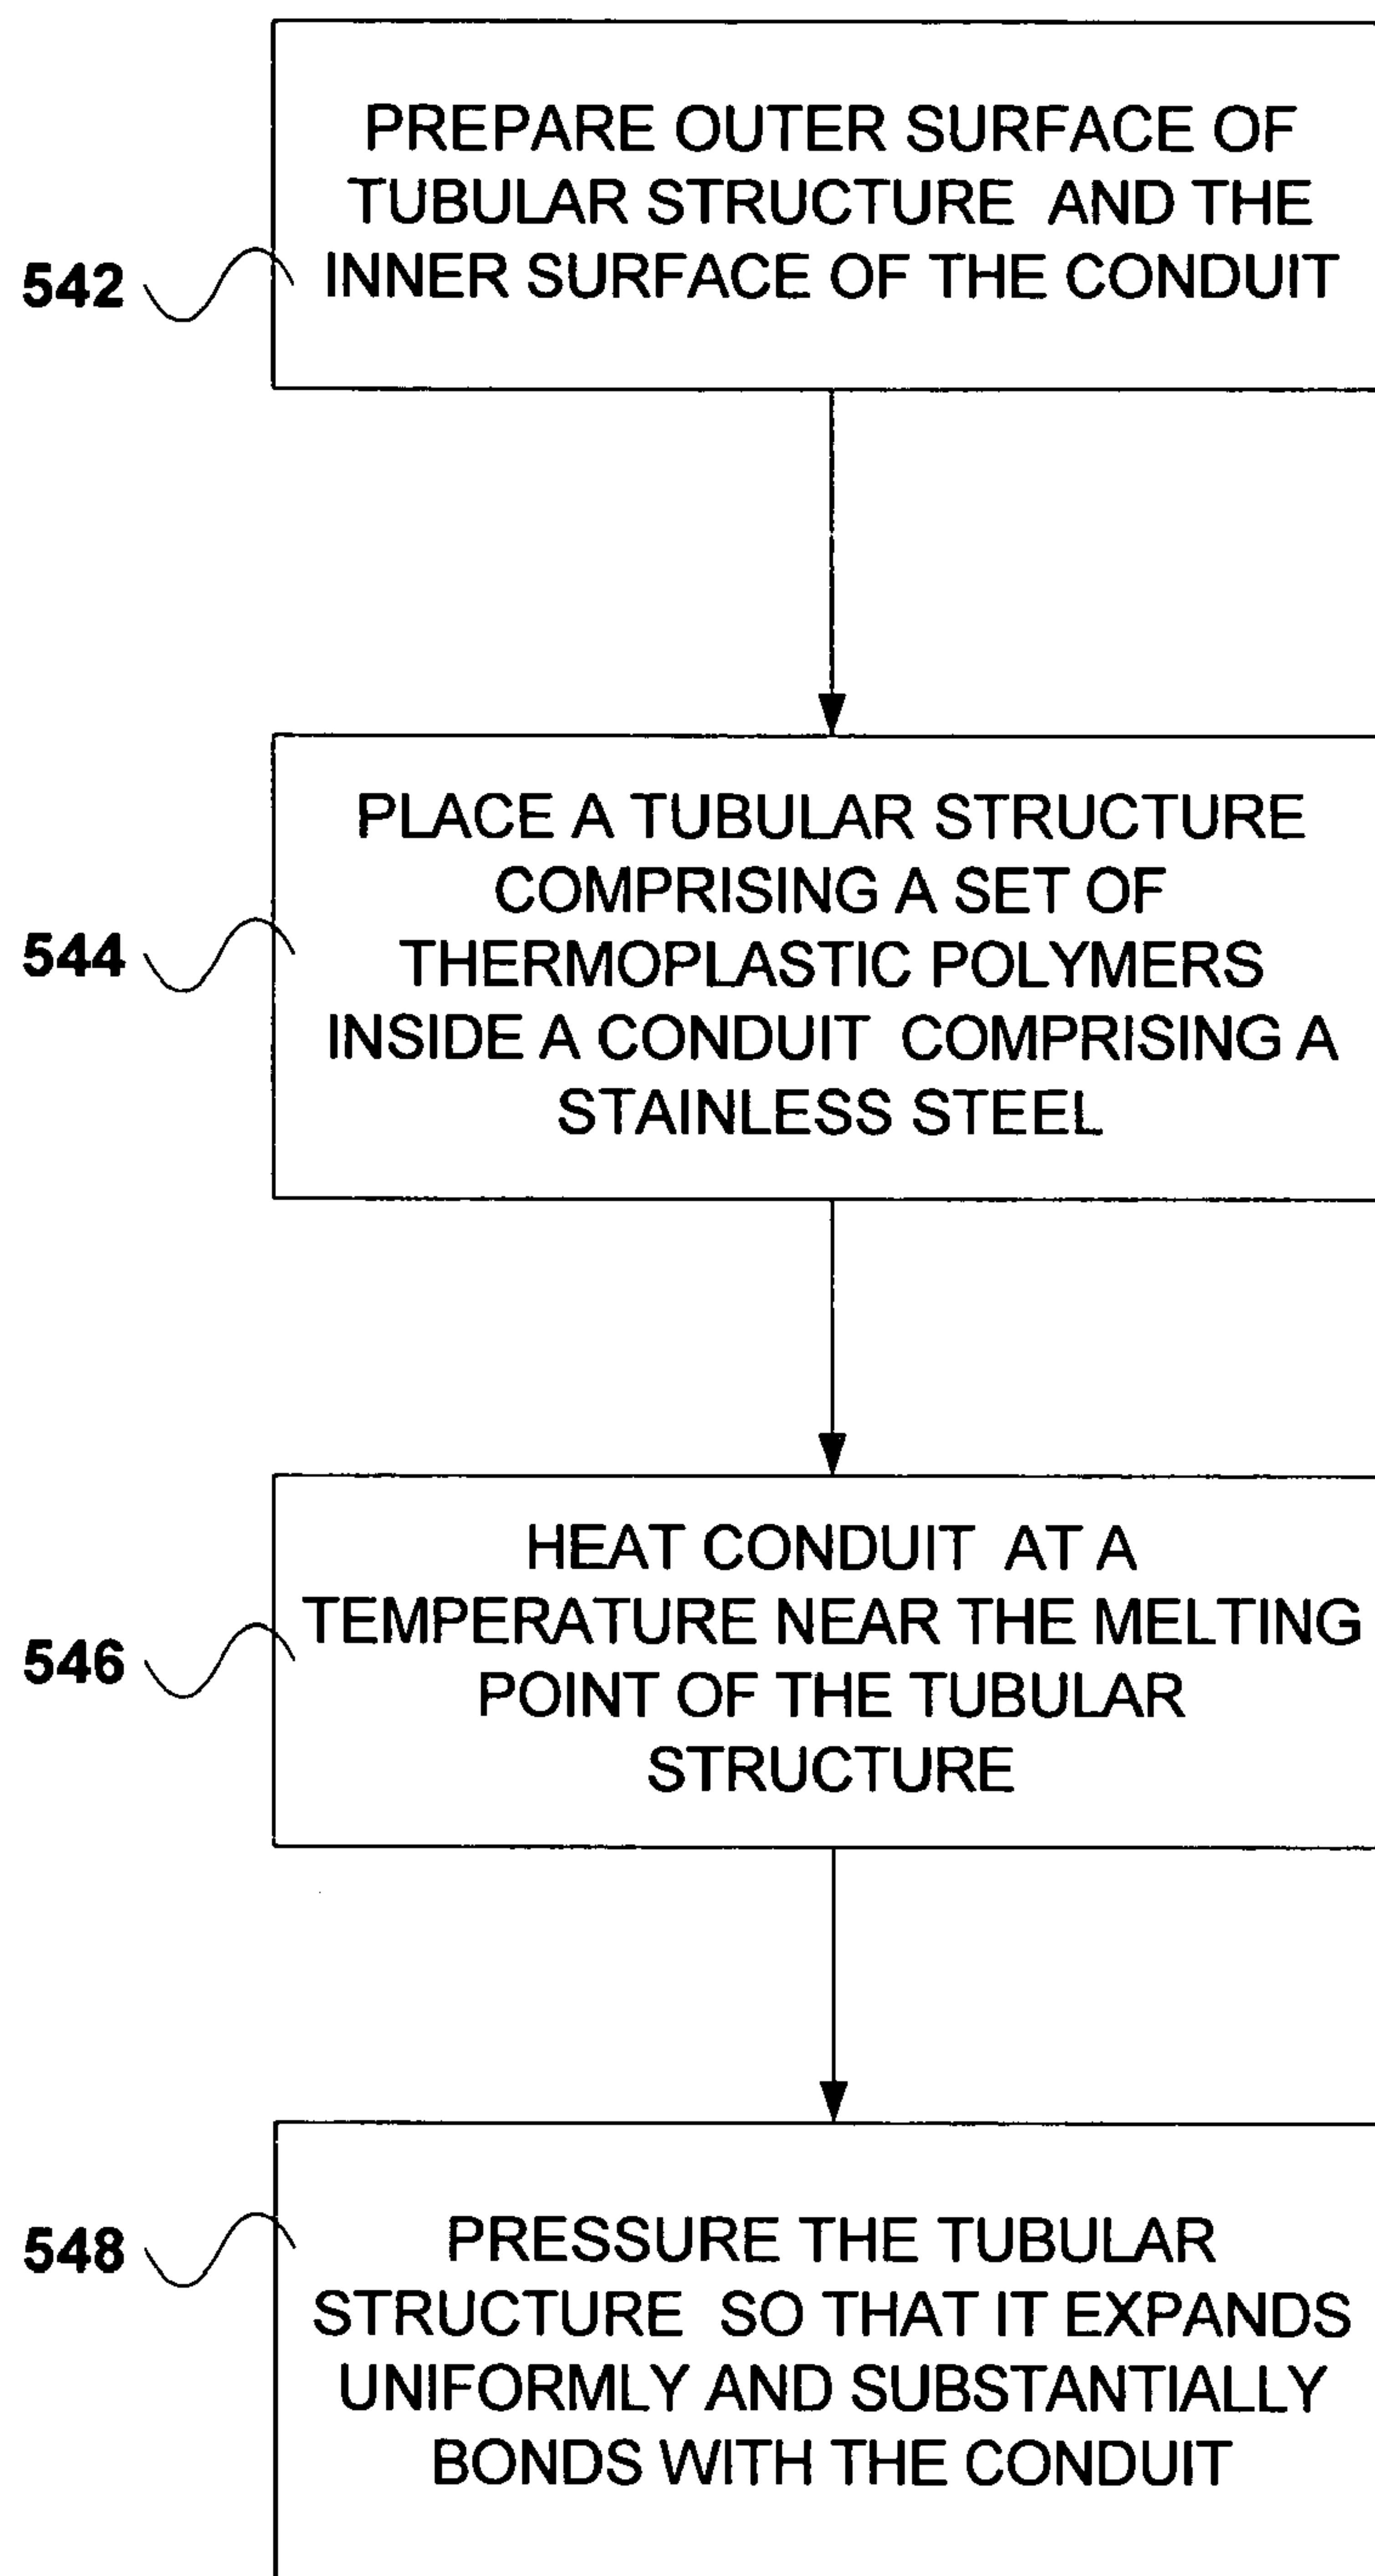 PREPARE OUTER SURFACE OF
TUBULAR STRUCTURE AND THE
INNER SURFACE OF THE CONDUIT
542
PLACE A TUBULAR STRUCTURE
COMPRISING A SET OF
THERMOPLASTIC POLYMERS
INSIDE A CONDUIT COMPRISING A
STAINLESS STEEL
544
HEAT CONDUIT AT A
TEMPERATURE NEAR THE MELTING
POINT OF THE TUBULAR
STRUCTURE
546
PRESSURE THE TUBULAR
STRUCTURE SO THAT IT EXPANDS
UNIFORMLY AND SUBSTANTIALLY
BONDS WITH THE CONDUIT
548